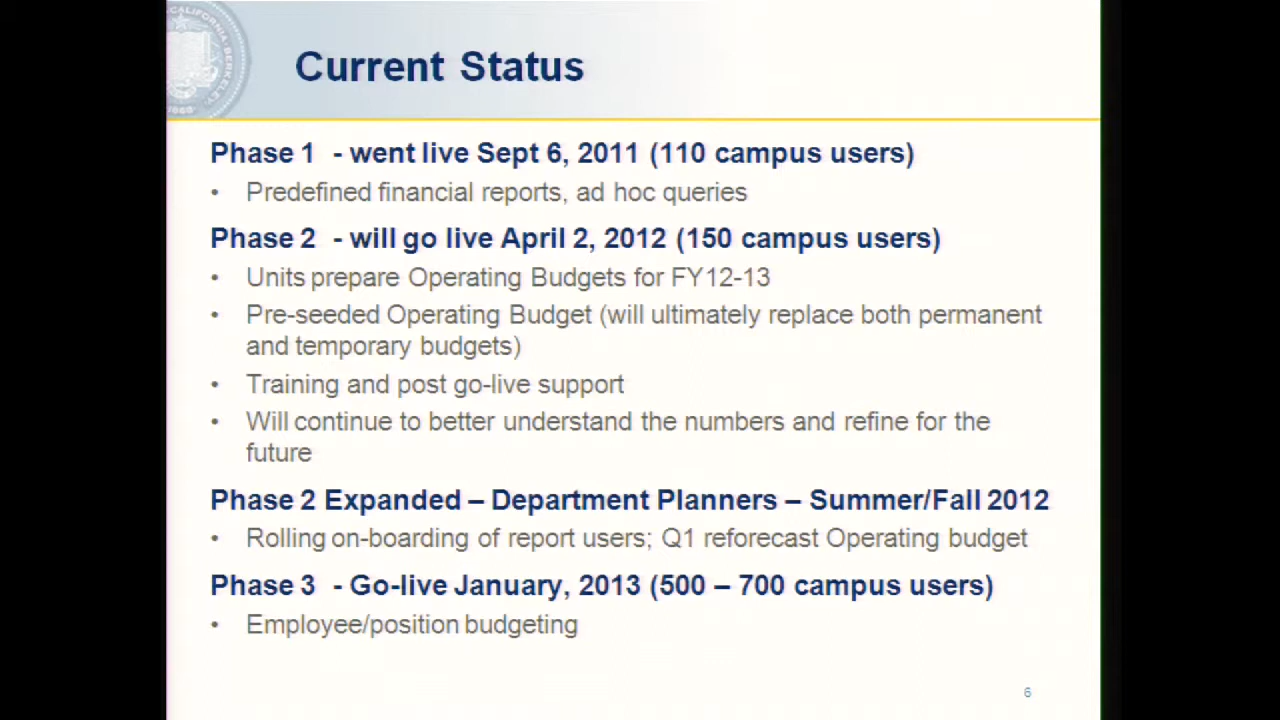 CALIFORNIA BERKELEY
1868
Current Status
Phase 1 - went live Sept 6, 2011 (110 campus users)
• Predefined financial reports, ad hoc queries
Phase 2 - will go live April 2, 2012 (150 campus users)
• Units prepare Operating Budgets for FY12-13
• Pre-seeded Operating Budget (will ultimately replace both permanent
and temporary budgets)
• Training and post go-live support
• Will continue to better understand the numbers and refine for the
future
Phase 2 Expanded – Department Planners – Summer/Fall 2012
• Rolling on-boarding of report users; Q1 reforecast Operating budget
Phase 3 - Go-live January, 2013 (500 – 700 campus users)
• Employee/position budgeting
6